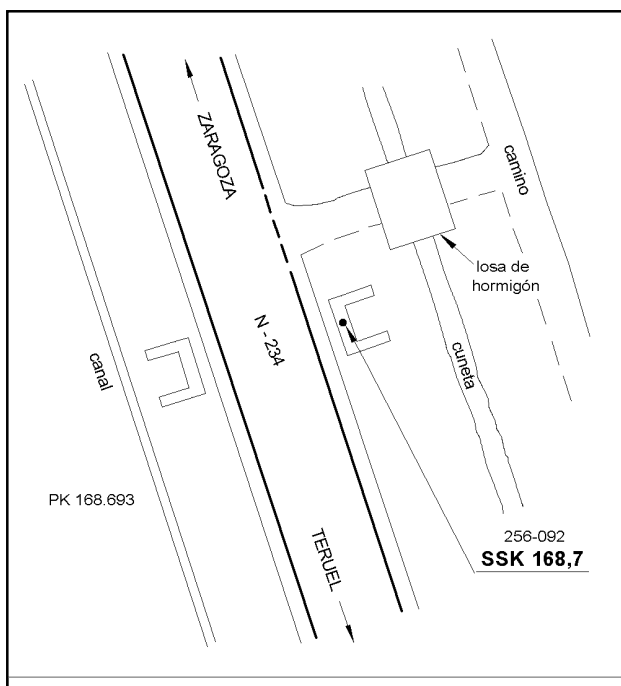 ZARAGOZA
camino
losa de
hormigón
N - 234
canal
cuneta
PK 168.693
256-092
SSK 168,7
TERUEL